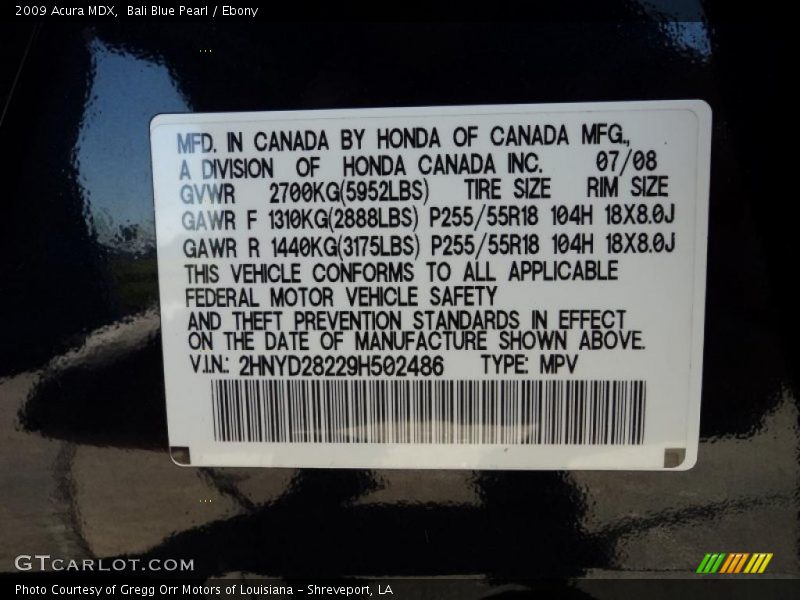 2009 Acura MDX,  Bali Blue Pearl / Ebony
MFD. IN CANADA BY HONDA OF CANADA MFG.,
A DIVISION OF HONDA CANADA INC. 07/08
GVWR 2700KG(5952LBS) TIRE SIZE RIM SIZE
GAWR F 1310KG(2888LBS) P255/55R18 104H 18X8.0J
GAWR R 1440KG(3175LBS) P255/55R18 104H 18X8.0J
THIS VEHICLE CONFORMS TO ALL APPLICABLE
FEDERAL MOTOR VEHICLE SAFETY
AND THEFT PREVENTION STANDARDS IN EFFECT
ON THE DATE OF MANUFACTURE SHOWN ABOVE.
V.I.N.: 2HNYD28229H502486 TYPE: MPV
GTCARLOT.COM
Photo Courtesy of Gregg Orr Motors of Louisiana - Shreveport, LA